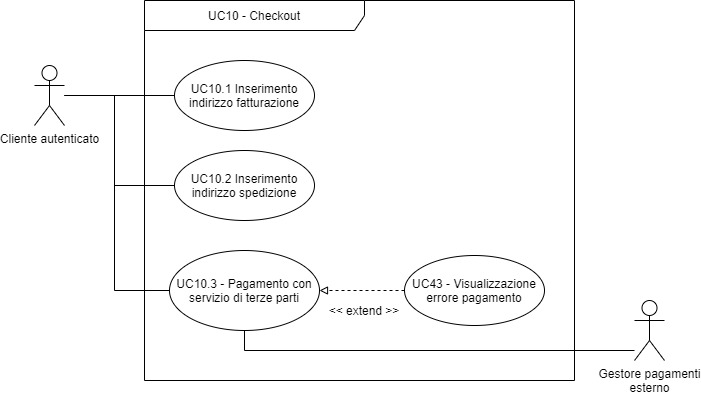 UC10 - Checkout
UC10.1 Inserimento
indirizzo fatturazione
Cliente autenticato
UC10.2 Inserimento
indirizzo spedizione
UC10.3 - Pagamento con
servizio di terze parti
UC43 - Visualizzazione
errore pagamento
<< extend >>
Gestore pagamenti
esterno